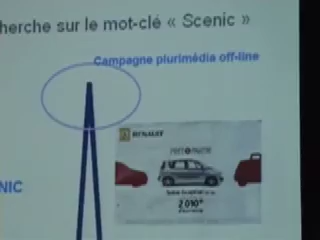 herche sur le mot-clé « Scenic »
Campagne plurimédia off-line
NIC
RENAULT